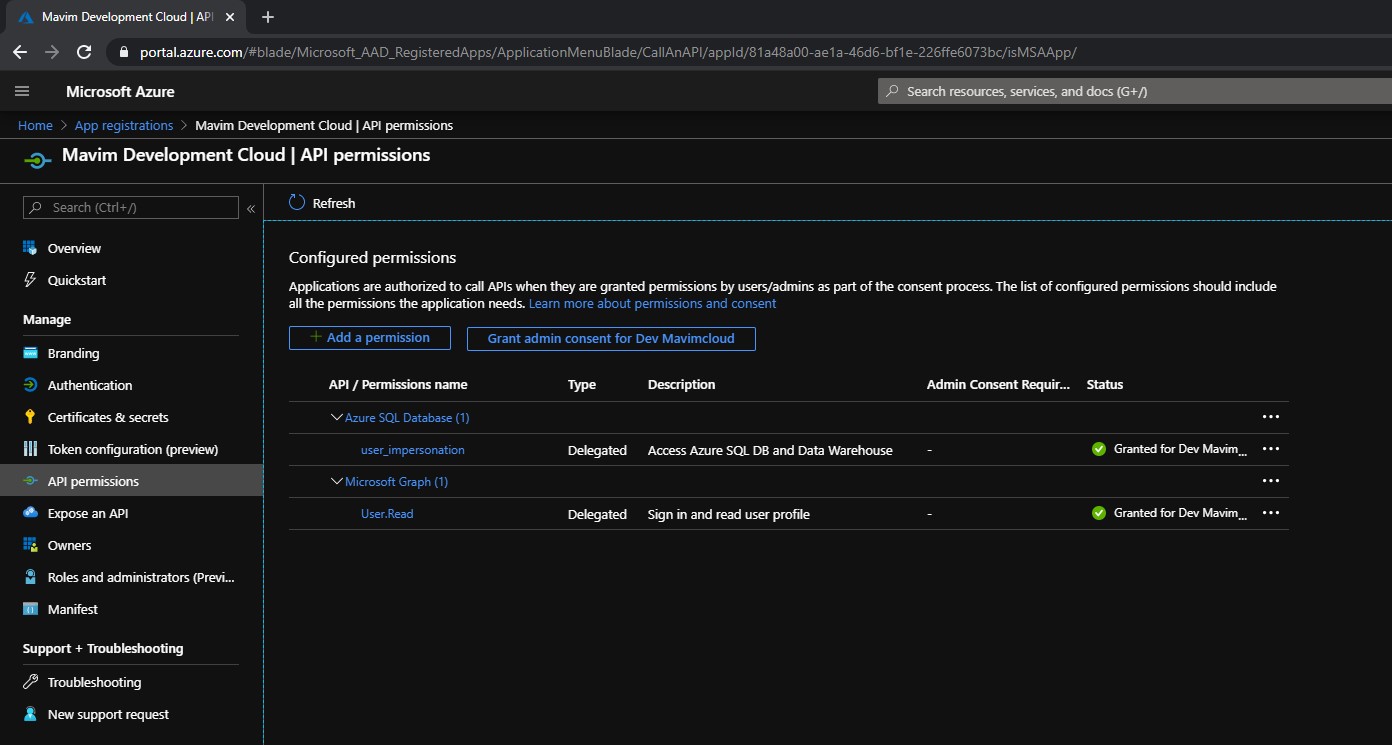 Mavim Development Cloud | API
portal.azure.com/#blade/Microsoft_AAD_RegisteredApps/ApplicationMenuBlade/CallAnAPI/appId/81a48a00-ae1a-46d6-bf1e-226ffe6073bc/isMSAApp/
Microsoft Azure
Search resources, services, and docs (G+/)
Home > App registrations > Mavim Development Cloud | API permissions
Mavim Development Cloud | API permissions
Search (Ctrl+/)
«
Overview
Quickstart
Manage
Branding
Authentication
Certificates & secrets
Token configuration (preview)
API permissions
Expose an API
Owners
Roles and administrators (Previ...
Manifest
Support + Troubleshooting
Troubleshooting
New support request
Refresh
Configured permissions
Applications are authorized to call APIs when they are granted permissions by users/admins as part of the consent process. The list of configured permissions should include
all the permissions the application needs. Learn more about permissions and consent
+ Add a permission
Grant admin consent for Dev Mavimcloud
API / Permissions name Type Description Admin Consent Requir... Status
Azure SQL Database (1) ...
user_impersonation Delegated Access Azure SQL DB and Data Warehouse - Granted for Dev Mavim... ...
Microsoft Graph (1) ...
User.Read Delegated Sign in and read user profile - Granted for Dev Mavim... ...